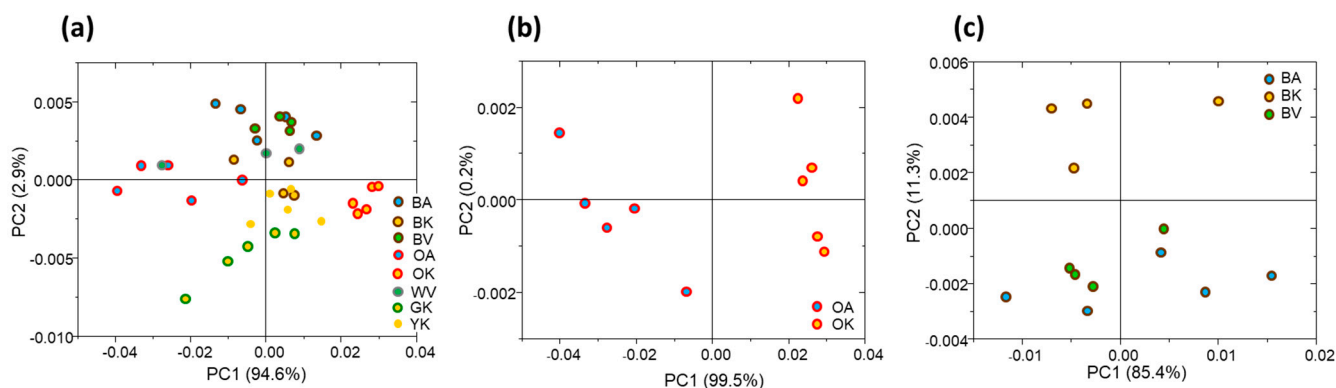 (a)
PC2 (2.9%)
0.005
0.000
-0.005
-0.010
-0.04
-0.02
0.00
0.02
0.04
PC1 (94.6%)
BA
BK
BV
OA
OK
WV
GK
YK
(b)
PC2 (0.2%)
0.002
0.000
-0.002
-0.04
-0.02
0.00
0.02
0.04
PC1 (99.5%)
OA
OK
(c)
PC2 (11.3%)
0.006
0.004
0.002
0.000
-0.002
-0.004
-0.01
0.00
0.01
0.02
PC1 (85.4%)
BA
BK
BV